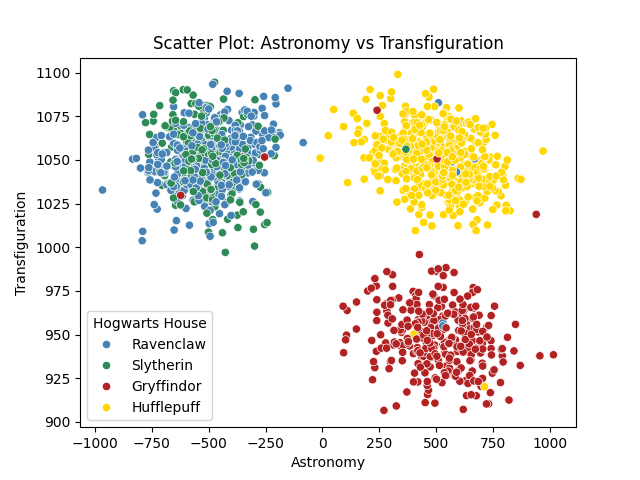 Scatter Plot: Astronomy vs Transfiguration
1100
1075
1050
1025
1000
975
950
925
900
Transfiguration
Hogwarts House
Ravenclaw
Slytherin
Gryffindor
Hufflepuff
−1000 −750 −500 −250 0 250 500 750 1000
Astronomy